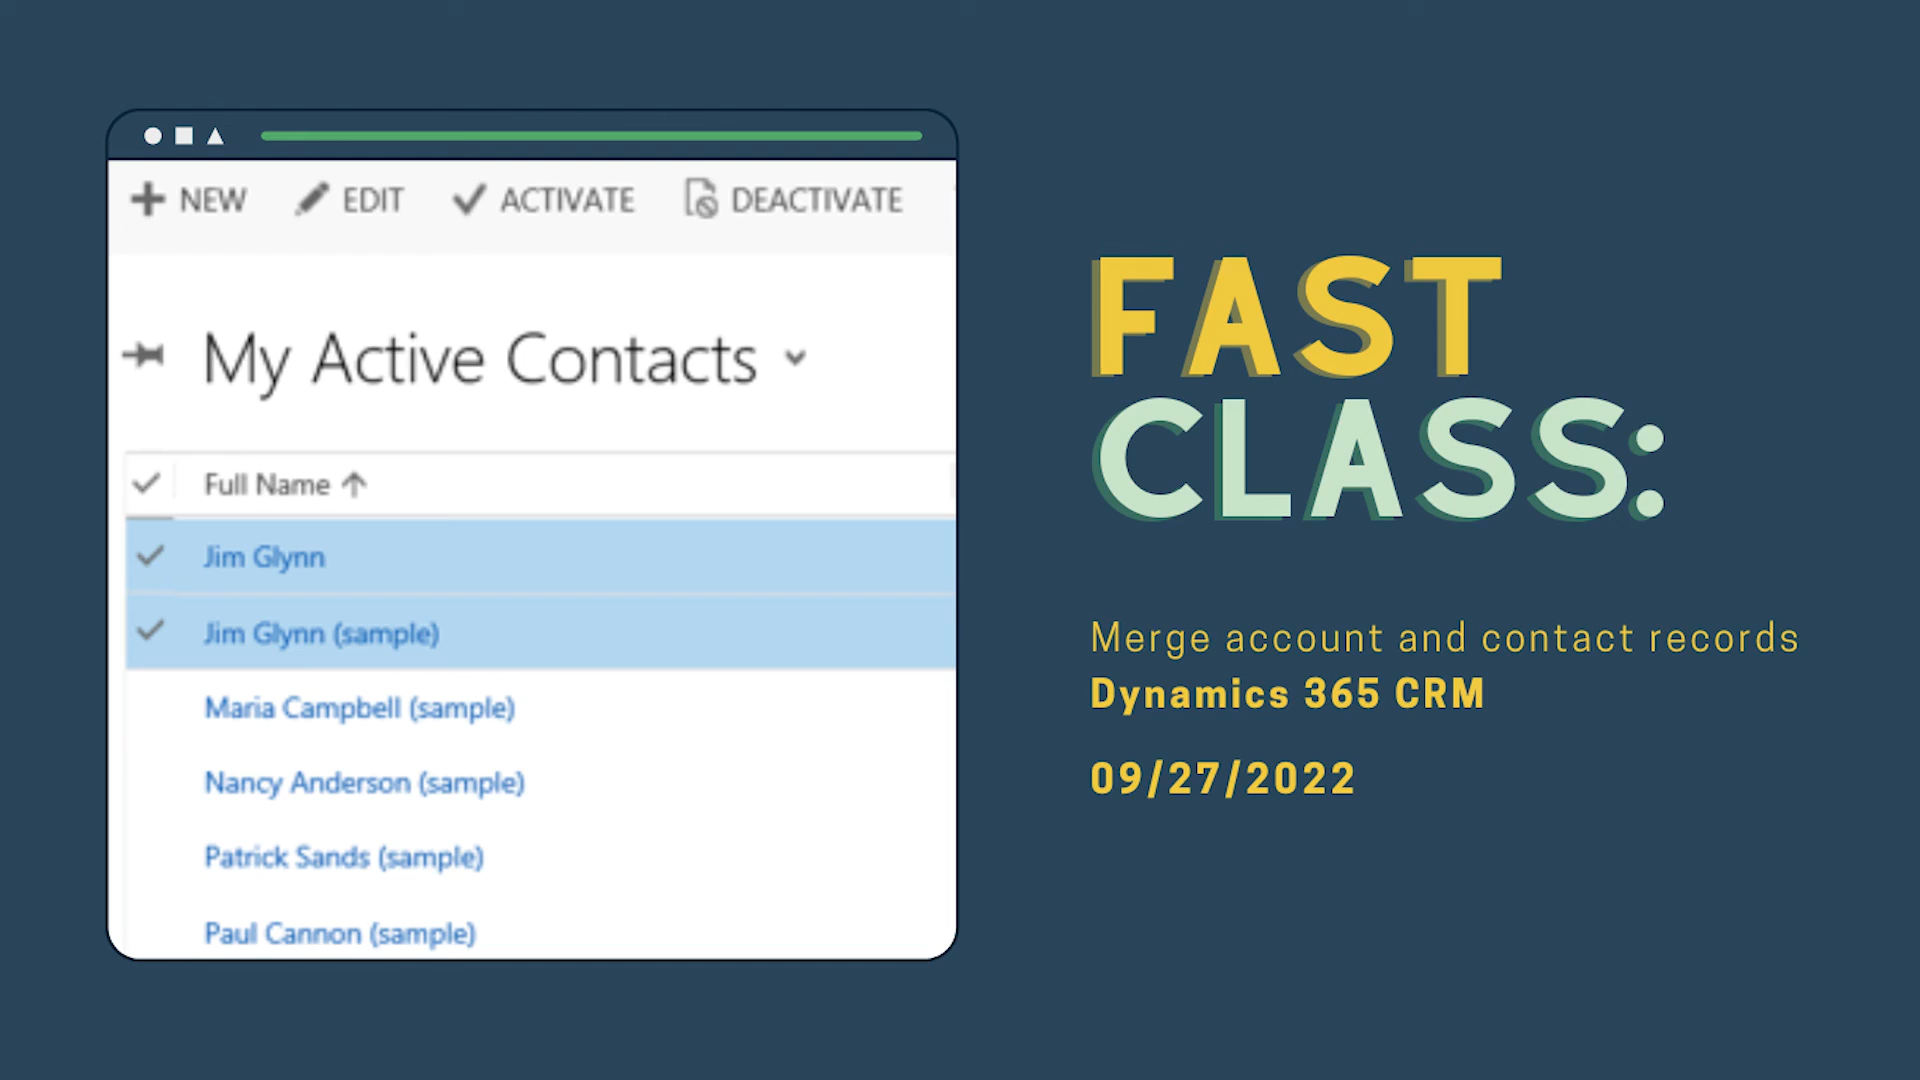 NEW EDIT ACTIVATE DEACTIVATE
My Active Contacts
Full Name
Jim Glynn
Jim Glynn (sample)
Maria Campbell (sample)
Nancy Anderson (sample)
Patrick Sands (sample)
Paul Cannon (sample)
FAST
CLASS:
Merge account and contact records
Dynamics 365 CRM
09/27/2022